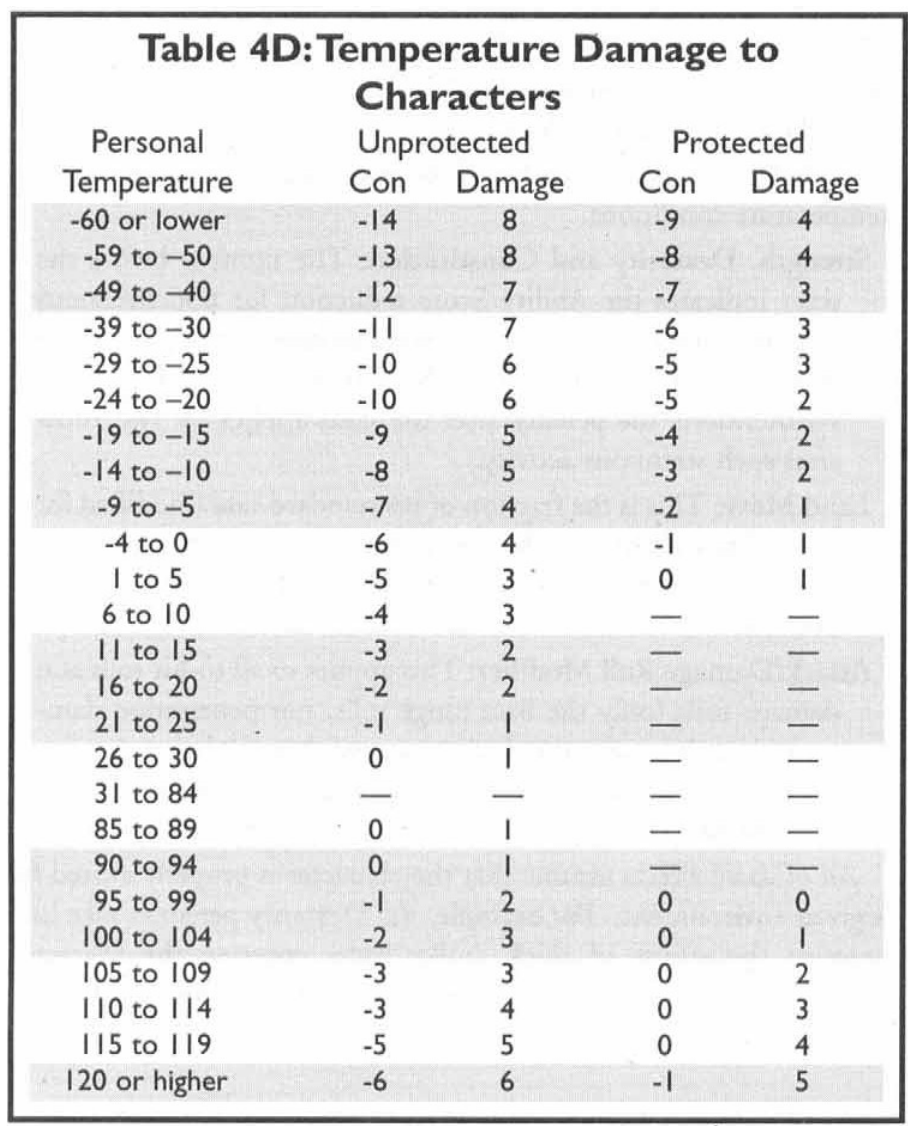 Table 4D: Temperature Damage to
Characters
Personal Unprotected Protected
Temperature Con Damage Con Damage
-60 or lower -14 8 -9 4
-59 to –50 -13 8 -8 4
-49 to –40 -12 7 -7 3
-39 to –30 -11 7 -6 3
-29 to –25 -10 6 -5 3
-24 to –20 -10 6 -5 2
-19 to –15 -9 5 -4 2
-14 to –10 -8 5 -3 2
-9 to –5 -7 4 -2 1
-4 to 0 -6 4 -1 1
1 to 5 -5 3 0 1
6 to 10 -4 3 — —
11 to 15 -3 2 — —
16 to 20 -2 2 — —
21 to 25 -1 1 — —
26 to 30 0 1 — —
31 to 84 — — — —
85 to 89 0 1 — —
90 to 94 0 1 — —
95 to 99 -1 2 0 0
100 to 104 -2 3 0 1
105 to 109 -3 3 0 2
110 to 114 -3 4 0 3
115 to 119 -5 5 0 4
120 or higher -6 6 -1 5